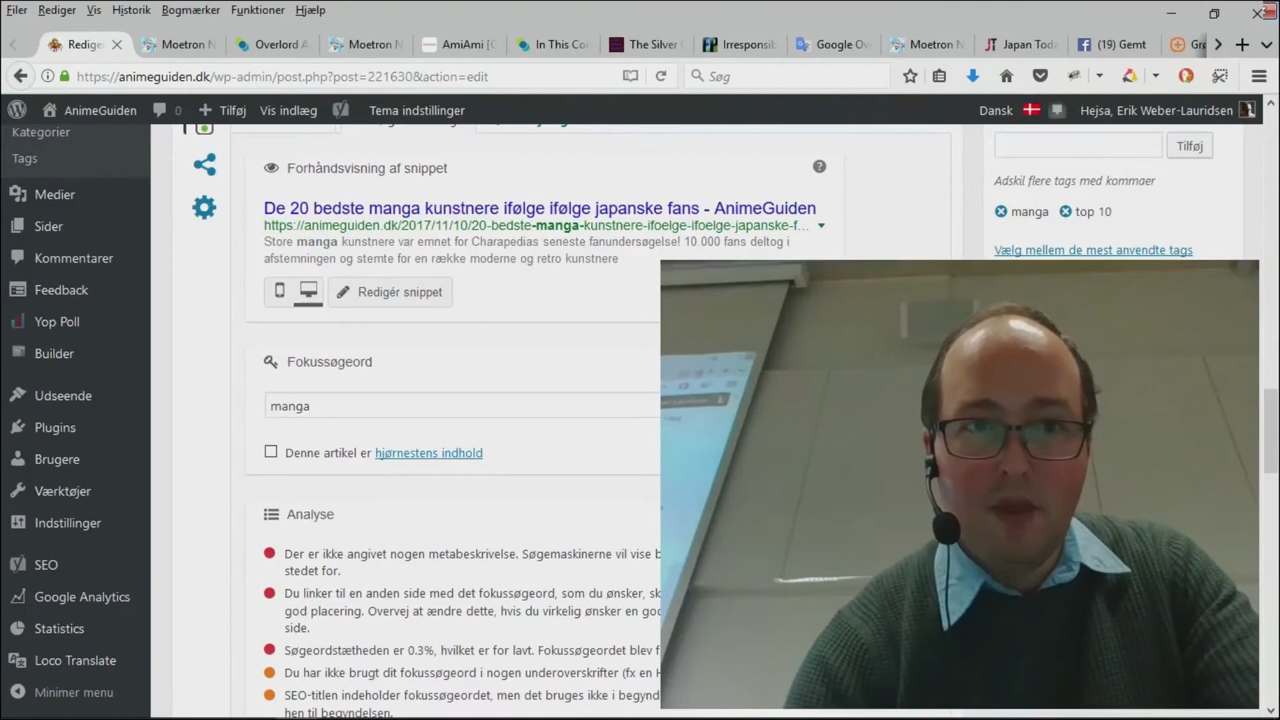 Filer Rediger Vis Historik Bogmærker Funktioner Hjælp
Rediger Moetron N Overlord A Moetron N AmiAmi [ In This Co The Silver Irresponsib Google Ov Moetron N Japan Toda (19) Gemt
https://animeguiden.dk/wp-admin/post.php?post=221630&action=edit Søg
AnimeGuiden 0 Tilføj Vis indlæg Tema indstillinger Dansk Hejsa, Erik Weber-Lauridsen
Kategorier
Tags
Medier
Sider
Kommentarer
Feedback
Yop Poll
Builder
Udseende
Plugins
Brugere
Værktøjer
Indstillinger
SEO
Google Analytics
Statistics
Loco Translate
Minimer menu
Forhåndsvisning af snippet
De 20 bedste manga kunstnere ifølge ifølge japanske fans - AnimeGuiden
https://animeguiden.dk/2017/11/10/20-bedste-manga-kunstnere-ifoelge-ifoelge-japanske-f...
Store manga kunstnere var emnet for Charapedias seneste fanundersøgelse! 10.000 fans deltog i
afstemningen og stemte for en række moderne og retro kunstnere
Redigér snippet
Fokussøgeord
manga
Denne artikel er hjørnestens indhold
Analyse
Der er ikke angivet nogen metabeskrivelse. Søgemaskinerne vil vise
stedet for.
Du linker til en anden side med det fokussøgeord, som du ønsker,
god placering. Overvej at ændre dette, hvis du virkelig ønsker en
side.
Søgeordstætheden er 0.3%, hvilket er for lavt. Fokussøgeordet blev
Du har ikke brugt dit fokussøgeord i nogen underoverskrifter (fx en
SEO-titlen indeholder fokussøgeordet, men det bruges ikke i
hen til begyndelsen.
Tilføj
Adskil flere tags med kommaer
manga top 10
Vælg mellem de mest anvendte tags